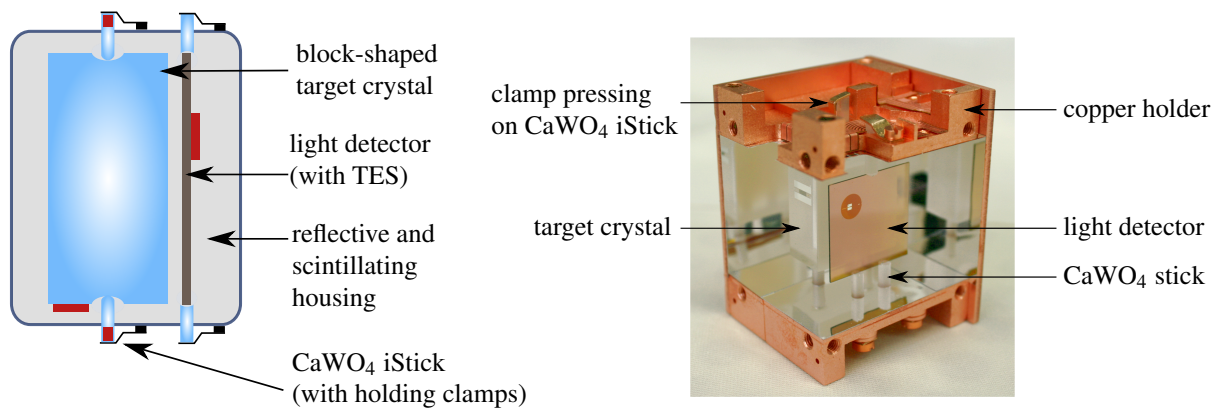 block-shaped
target crystal
light detector
(with TES)
reflective and
scintillating
housing
CaWO₄ iStick
(with holding clamps)
clamp pressing
on CaWO₄ iStick
copper holder
target crystal
light detector
CaWO₄ stick